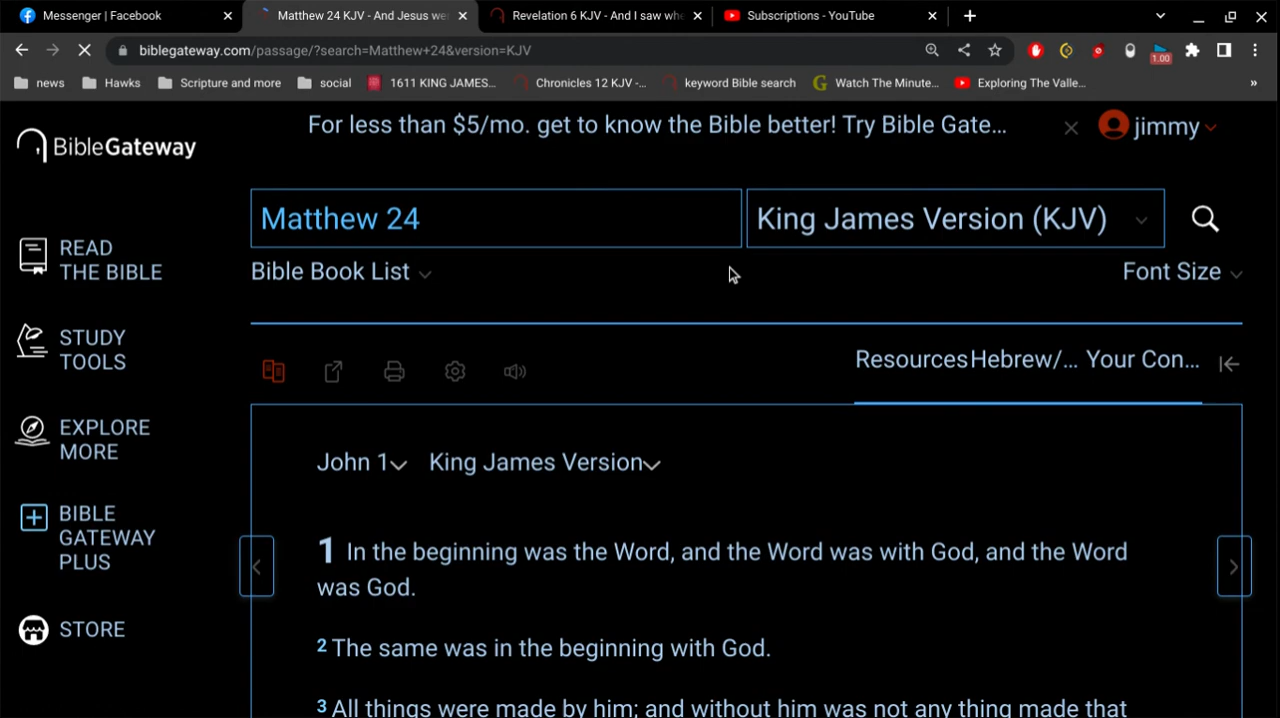 Messenger | Facebook
Matthew 24 KJV - And Jesus we
Revelation 6 KJV - And I saw whe
Subscriptions - YouTube
biblegateway.com/passage/?search=Matthew+24&version=KJV
1.00
news
Hawks
Scripture and more
social
1611 KING JAMES...
Chronicles 12 KJV -...
keyword Bible search
Watch The Minute...
Exploring The Valle...
»
BibleGateway
For less than $5/mo. get to know the Bible better! Try Bible Gate...
jimmy
Matthew 24
King James Version (KJV)
Bible Book List
Font Size
READ
THE BIBLE
STUDY
TOOLS
EXPLORE
MORE
BIBLE
GATEWAY
PLUS
STORE
Resources Hebrew/... Your Con...
John 1 King James Version
1 In the beginning was the Word, and the Word was with God, and the Word
was God.
2 The same was in the beginning with God.
3 All things were made by him; and without him was not any thing made that